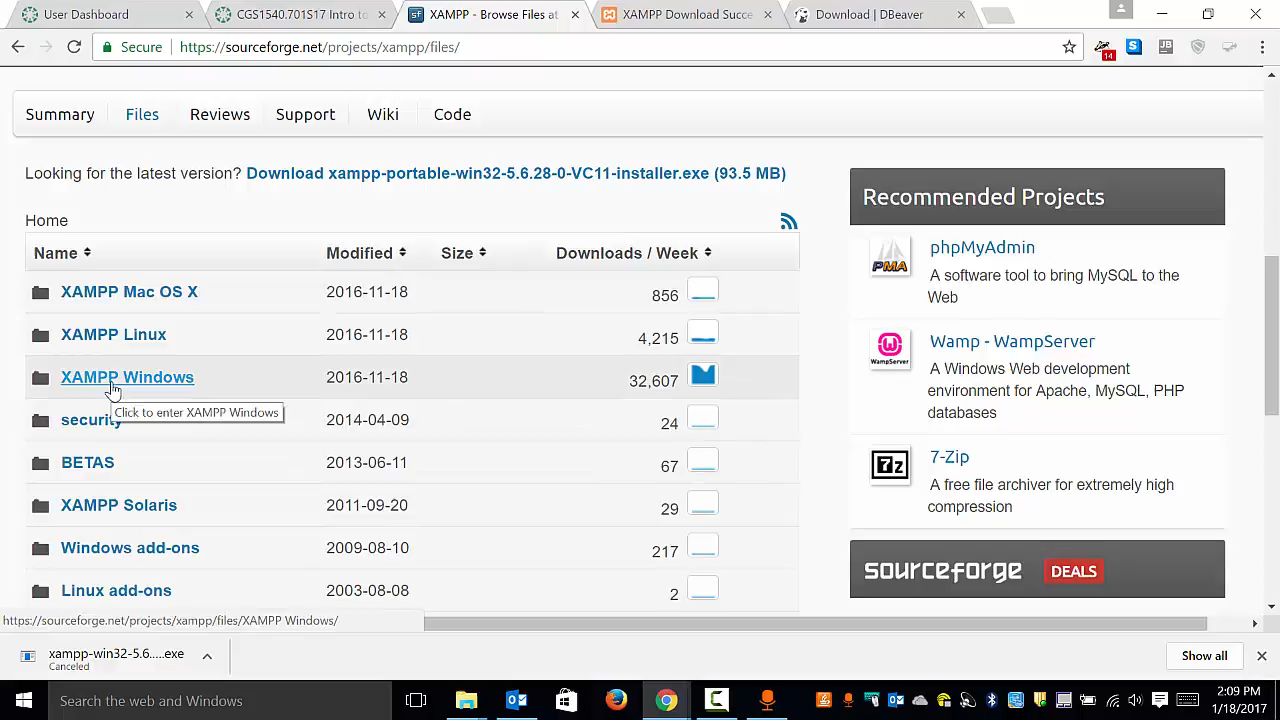 User Dashboard
CGS1540.701S17 Intro to
XAMPP - Browse Files at
XAMPP Download Succe
Download | DBeaver
Secure
https://sourceforge.net/projects/xampp/files/
14
S
JB
Summary
Files
Reviews
Support
Wiki
Code
Looking for the latest version? Download xampp-portable-win32-5.6.28-0-VC11-installer.exe (93.5 MB)
Home
Name
Modified
Size
Downloads / Week
XAMPP Mac OS X 2016-11-18 856
XAMPP Linux 2016-11-18 4,215
XAMPP Windows 2016-11-18 32,607
Click to enter XAMPP Windows
security 2014-04-09 24
BETAS 2013-06-11 67
XAMPP Solaris 2011-09-20 29
Windows add-ons 2009-08-10 217
Linux add-ons 2003-08-08 2
Recommended Projects
PMA
phpMyAdmin
A software tool to bring MySQL to the
Web
WampServer
Wamp - WampServer
A Windows Web development
environment for Apache, MySQL, PHP
databases
7z
7-Zip
A free file archiver for extremely high
compression
sourceforge DEALS
https://sourceforge.net/projects/xampp/files/XAMPP Windows/
xampp-win32-5.6.....exe
Canceled
Show all
Search the web and Windows
2:09 PM
1/18/2017